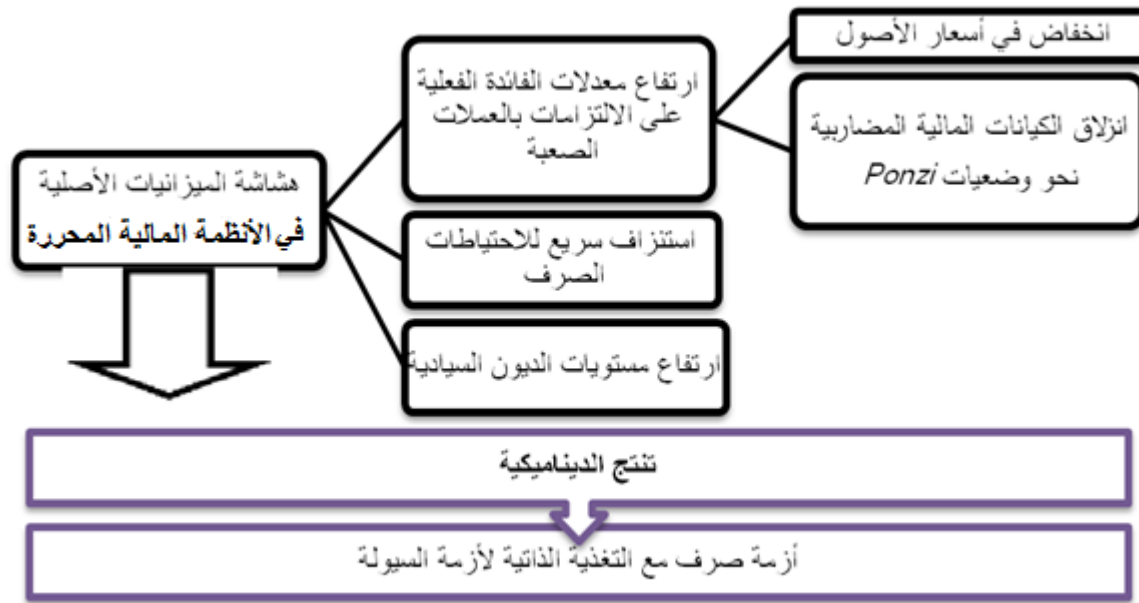 هشاشة الميزانيات الأصلية
في الأنظمة المالية المحررة
ارتفاع معدلات الفائدة الفعلية
على الالتزامات بالعملات
الصعبة
انخفاض في أسعار الأصول
انزلاق الكيانات المالية المضاربية
نحو وضعيات Ponzi
استنزاف سريع للاحتياطات
الصرف
ارتفاع مستويات الديون السيادية
تنتج الديناميكية
أزمة صرف مع التغذية الذاتية لأزمة السيولة